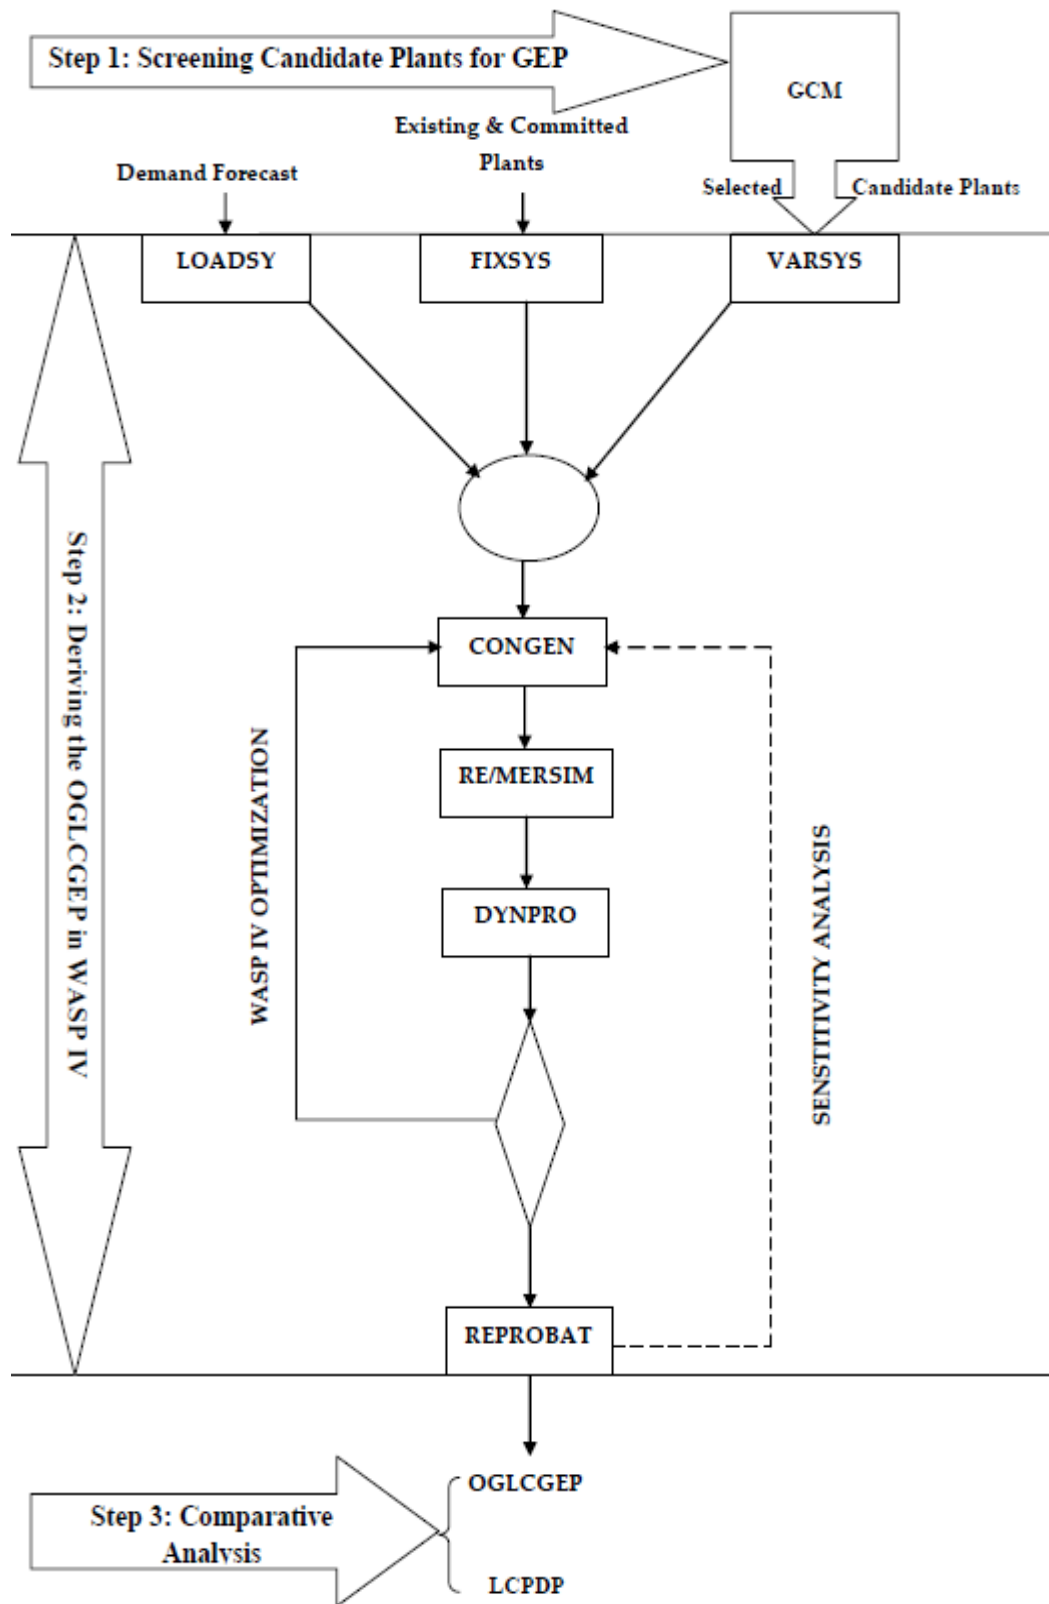 Step 1: Screening Candidate Plants for GEP
GCM
Existing & Committed
Plants
Demand Forecast
Selected
Candidate Plants
LOADSY
FIXSYS
VARSYS
Step 2: Deriving the OGLCGEP in WASP IV
CONGEN
RE/MERSIM
WASP IV OPTIMIZATION
SENSTITIVITY ANALYSIS
DYNPRO
REPROBAT
OGLCGEP
Step 3: Comparative
Analysis
LCPDP